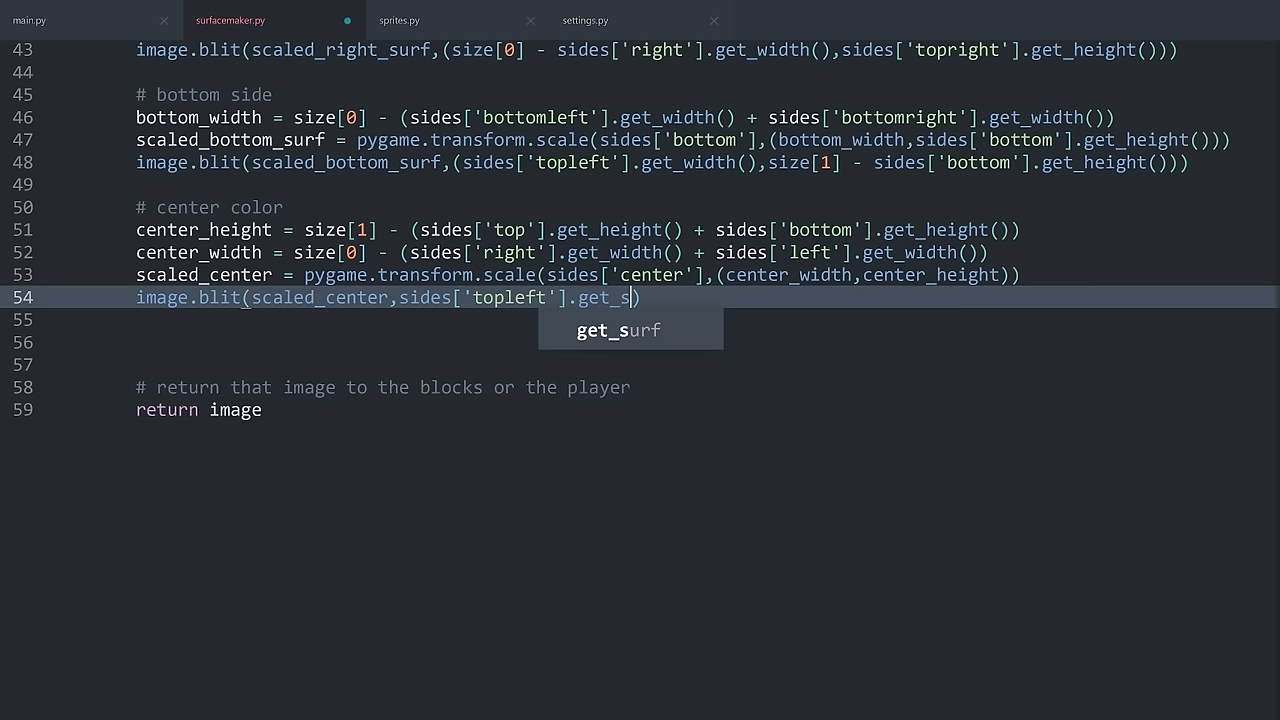 main.py surfacemaker.py sprites.py settings.py
43 image.blit(scaled_right_surf,(size[0] - sides['right'].get_width(),sides['topright'].get_height()))
44
45 # bottom side
46 bottom_width = size[0] - (sides['bottomleft'].get_width() + sides['bottomright'].get_width())
47 scaled_bottom_surf = pygame.transform.scale(sides['bottom'],(bottom_width,sides['bottom'].get_height()))
48 image.blit(scaled_bottom_surf,(sides['topleft'].get_width(),size[1] - sides['bottom'].get_height()))
49
50 # center color
51 center_height = size[1] - (sides['top'].get_height() + sides['bottom'].get_height())
52 center_width = size[0] - (sides['right'].get_width() + sides['left'].get_width())
53 scaled_center = pygame.transform.scale(sides['center'],(center_width,center_height))
54 image.blit(scaled_center,sides['topleft'].get_s)
55
get_surf
56
57
58 # return that image to the blocks or the player
59 return image